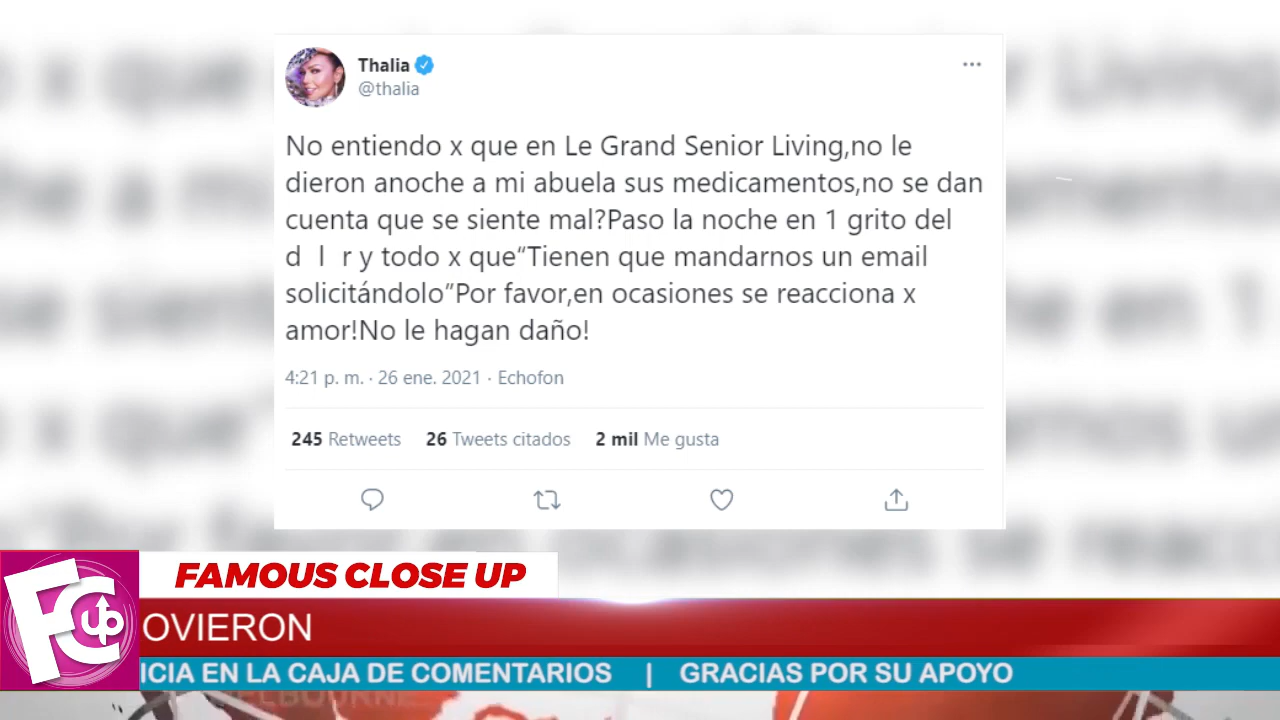 Thalia
@thalia
No entiendo x que en Le Grand Senior Living,no le
dieron anoche a mi abuela sus medicamentos,no se dan
cuenta que se siente mal?Paso la noche en 1 grito del
d l r y todo x que“Tienen que mandarnos un email
solicitándolo”Por favor,en ocasiones se reacciona x
amor!No le hagan daño!
4:21 p. m. · 26 ene. 2021 · Echofon
245 Retweets 26 Tweets citados 2 mil Me gusta
FAMOUS CLOSE UP
FC up
OVIERON
ICIA EN LA CAJA DE COMENTARIOS | GRACIAS POR SU APOYO